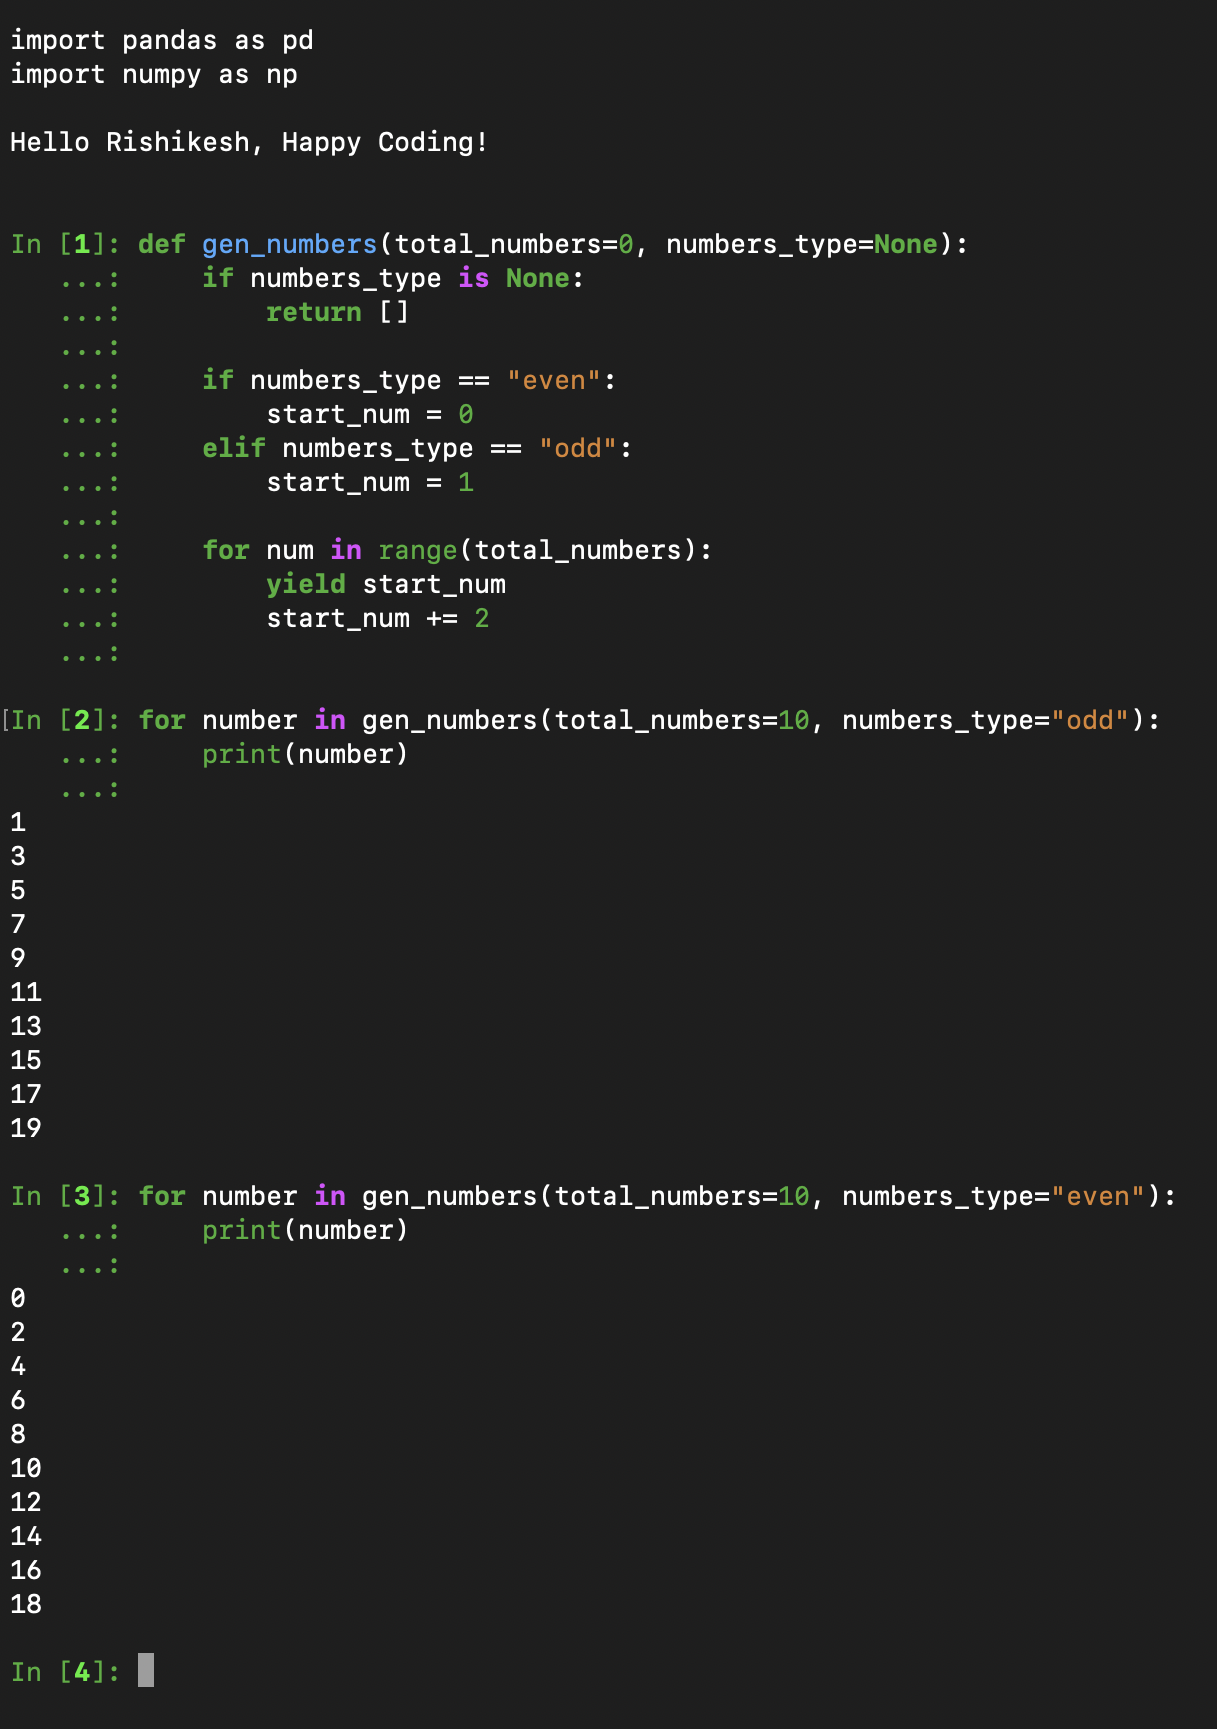 import pandas as pd
import numpy as np
Hello Rishikesh, Happy Coding!
In [1]: def gen_numbers(total_numbers=0, numbers_type=None):
   ...:     if numbers_type is None:
   ...:         return []
   ...:
   ...:     if numbers_type == "even":
   ...:         start_num = 0
   ...:     elif numbers_type == "odd":
   ...:         start_num = 1
   ...:
   ...:     for num in range(total_numbers):
   ...:         yield start_num
   ...:         start_num += 2
   ...:
[In [2]: for number in gen_numbers(total_numbers=10, numbers_type="odd"):
   ...:     print(number)
   ...:
1
3
5
7
9
11
13
15
17
19
In [3]: for number in gen_numbers(total_numbers=10, numbers_type="even"):
   ...:     print(number)
   ...:
0
2
4
6
8
10
12
14
16
18
In [4]: